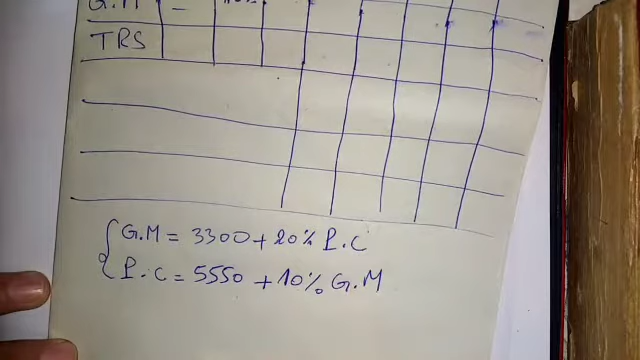 G.M -
TRS
G.M = 3300 + 20% P.C
P.C = 5550 + 10% G.M